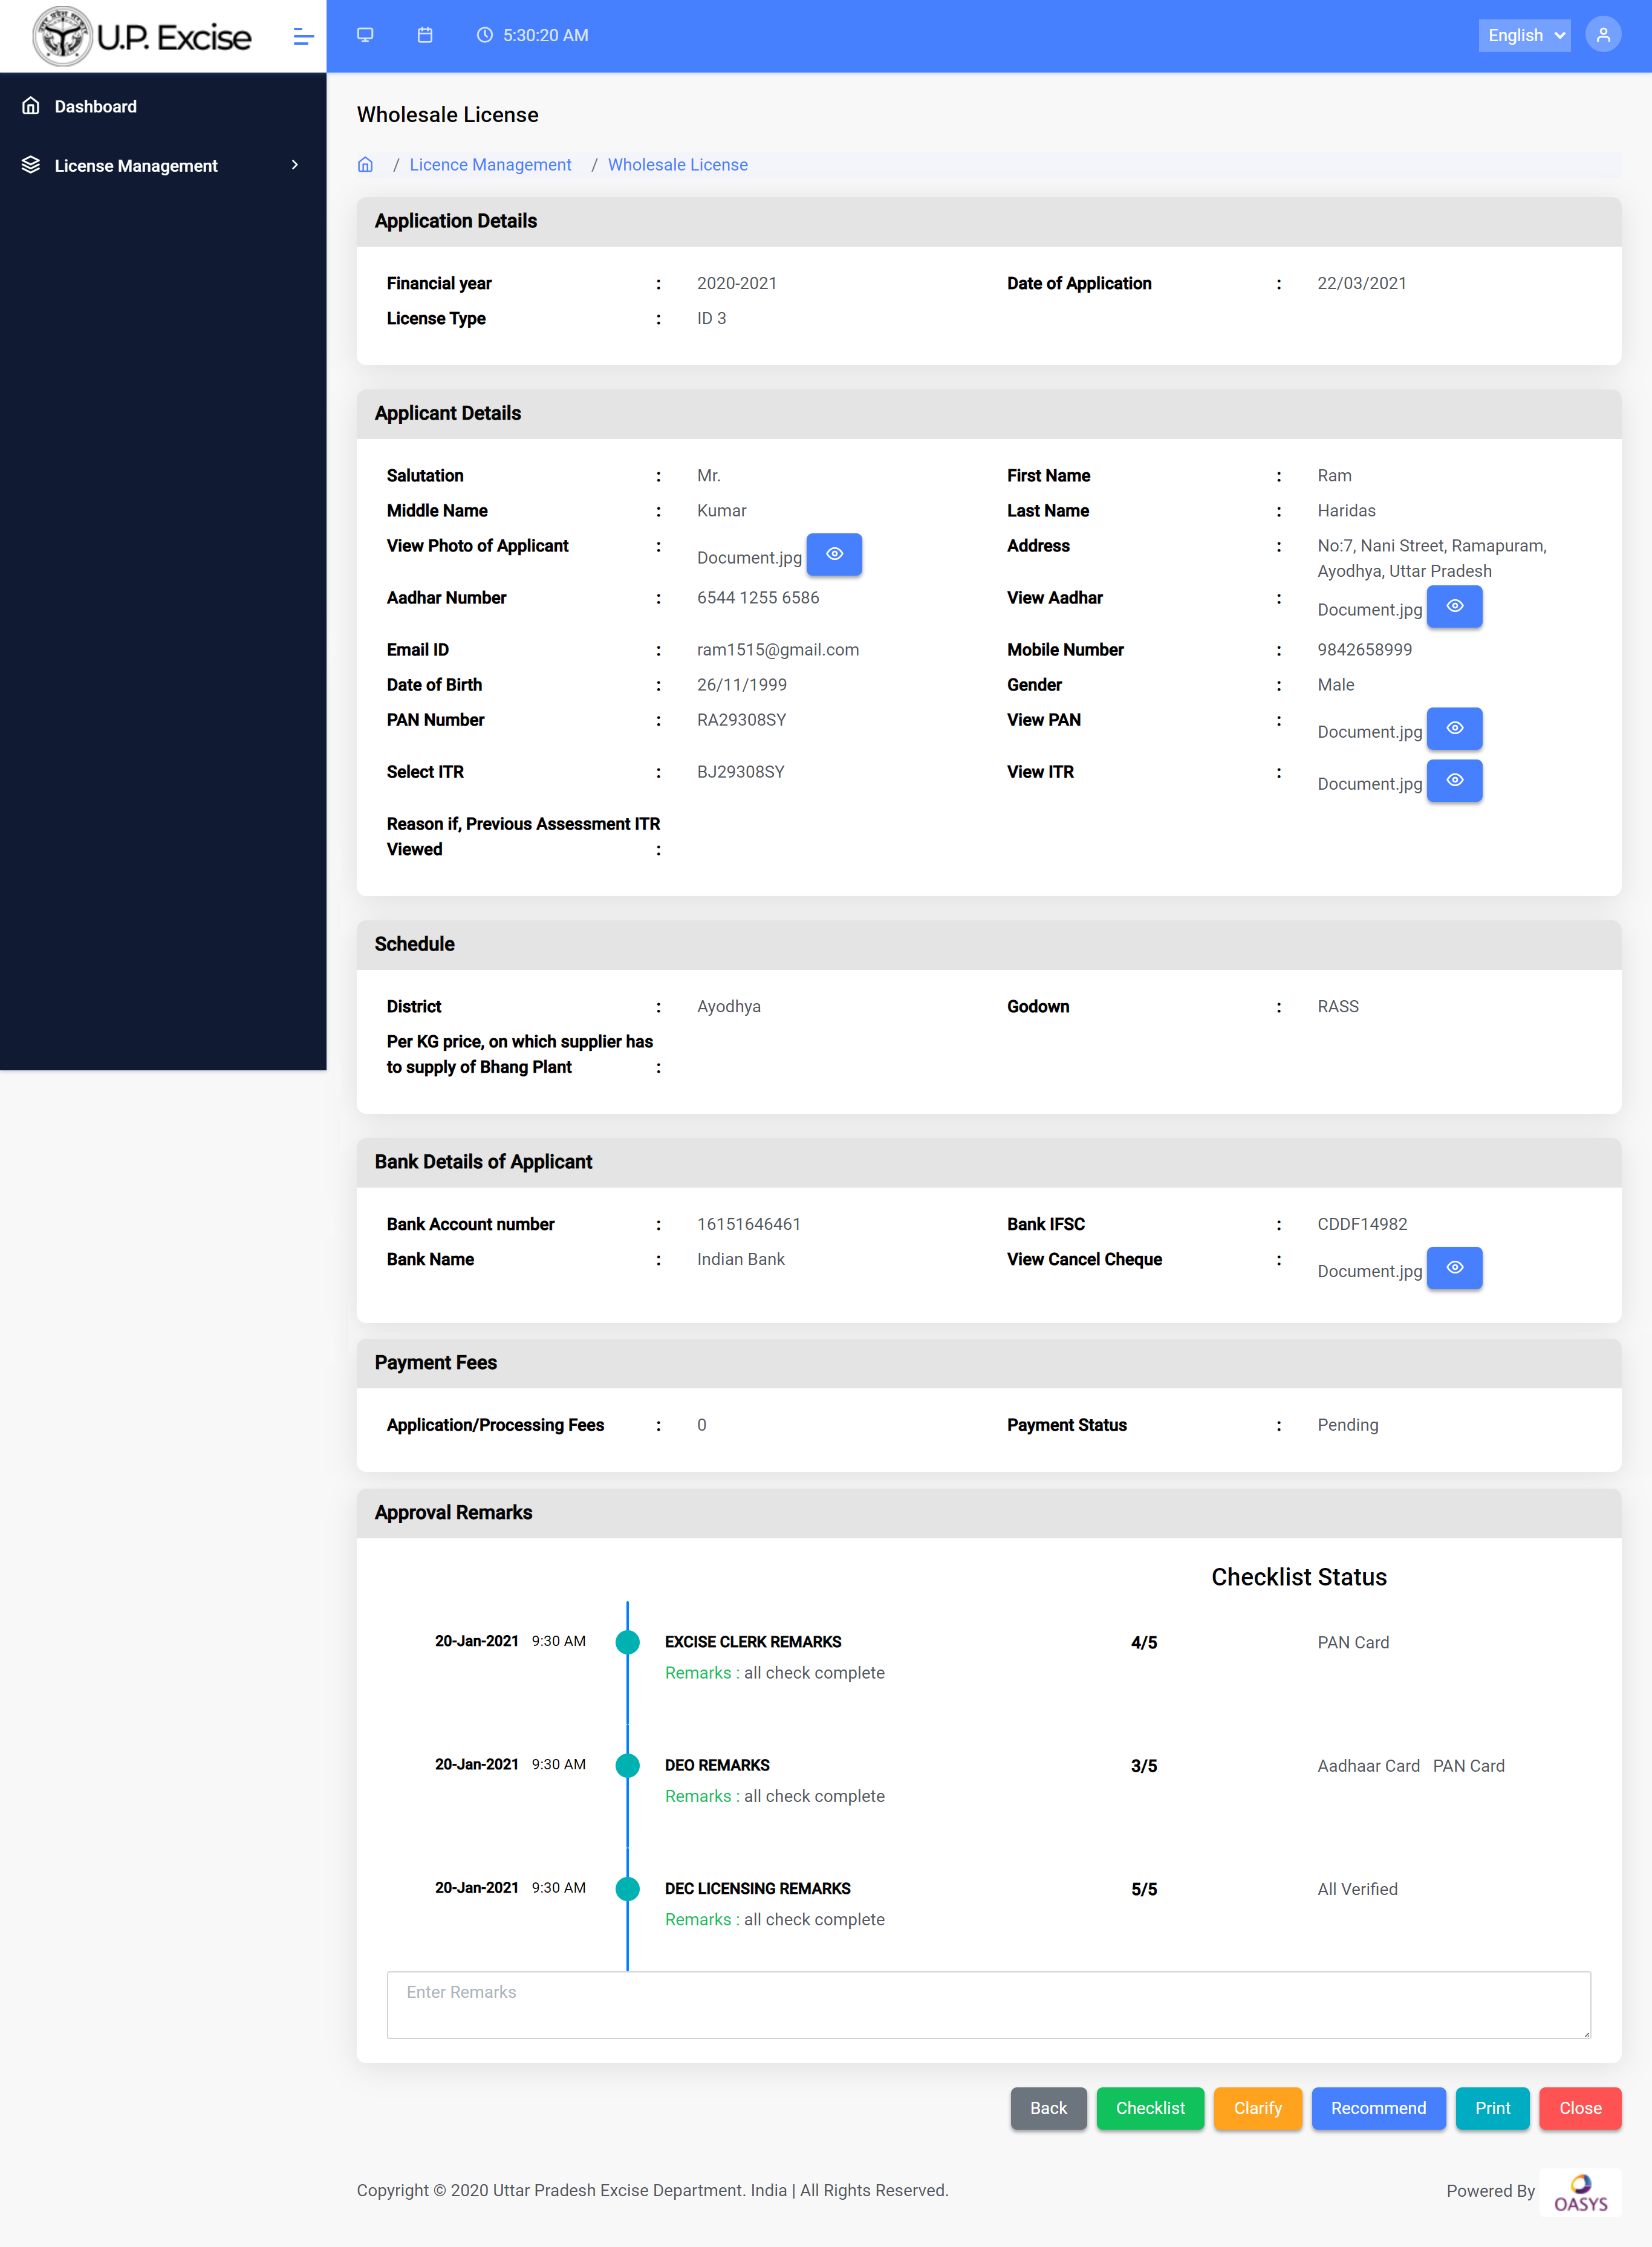 U.P. Excise
5:30:20 AM
English
Dashboard
License Management
Wholesale License
/ Licence Management / Wholesale License
Application Details
Financial year : 2020-2021 Date of Application : 22/03/2021
License Type : ID 3
Applicant Details
Salutation : Mr. First Name : Ram
Middle Name : Kumar Last Name : Haridas
View Photo of Applicant : Document.jpg Address : No:7, Nani Street, Ramapuram,
Ayodhya, Uttar Pradesh
Aadhar Number : 6544 1255 6586 View Aadhar : Document.jpg
Email ID : ram1515@gmail.com Mobile Number : 9842658999
Date of Birth : 26/11/1999 Gender : Male
PAN Number : RA29308SY View PAN : Document.jpg
Select ITR : BJ29308SY View ITR : Document.jpg
Reason if, Previous Assessment ITR
Viewed :
Schedule
District : Ayodhya Godown : RASS
Per KG price, on which supplier has
to supply of Bhang Plant :
Bank Details of Applicant
Bank Account number : 16151646461 Bank IFSC : CDDF14982
Bank Name : Indian Bank View Cancel Cheque : Document.jpg
Payment Fees
Application/Processing Fees : 0 Payment Status : Pending
Approval Remarks
Checklist Status
20-Jan-2021 9:30 AM EXCISE CLERK REMARKS 4/5 PAN Card
Remarks : all check complete
20-Jan-2021 9:30 AM DEO REMARKS 3/5 Aadhaar Card PAN Card
Remarks : all check complete
20-Jan-2021 9:30 AM DEC LICENSING REMARKS 5/5 All Verified
Remarks : all check complete
Enter Remarks
Back Checklist Clarify Recommend Print Close
Copyright © 2020 Uttar Pradesh Excise Department. India | All Rights Reserved. Powered By OASYS